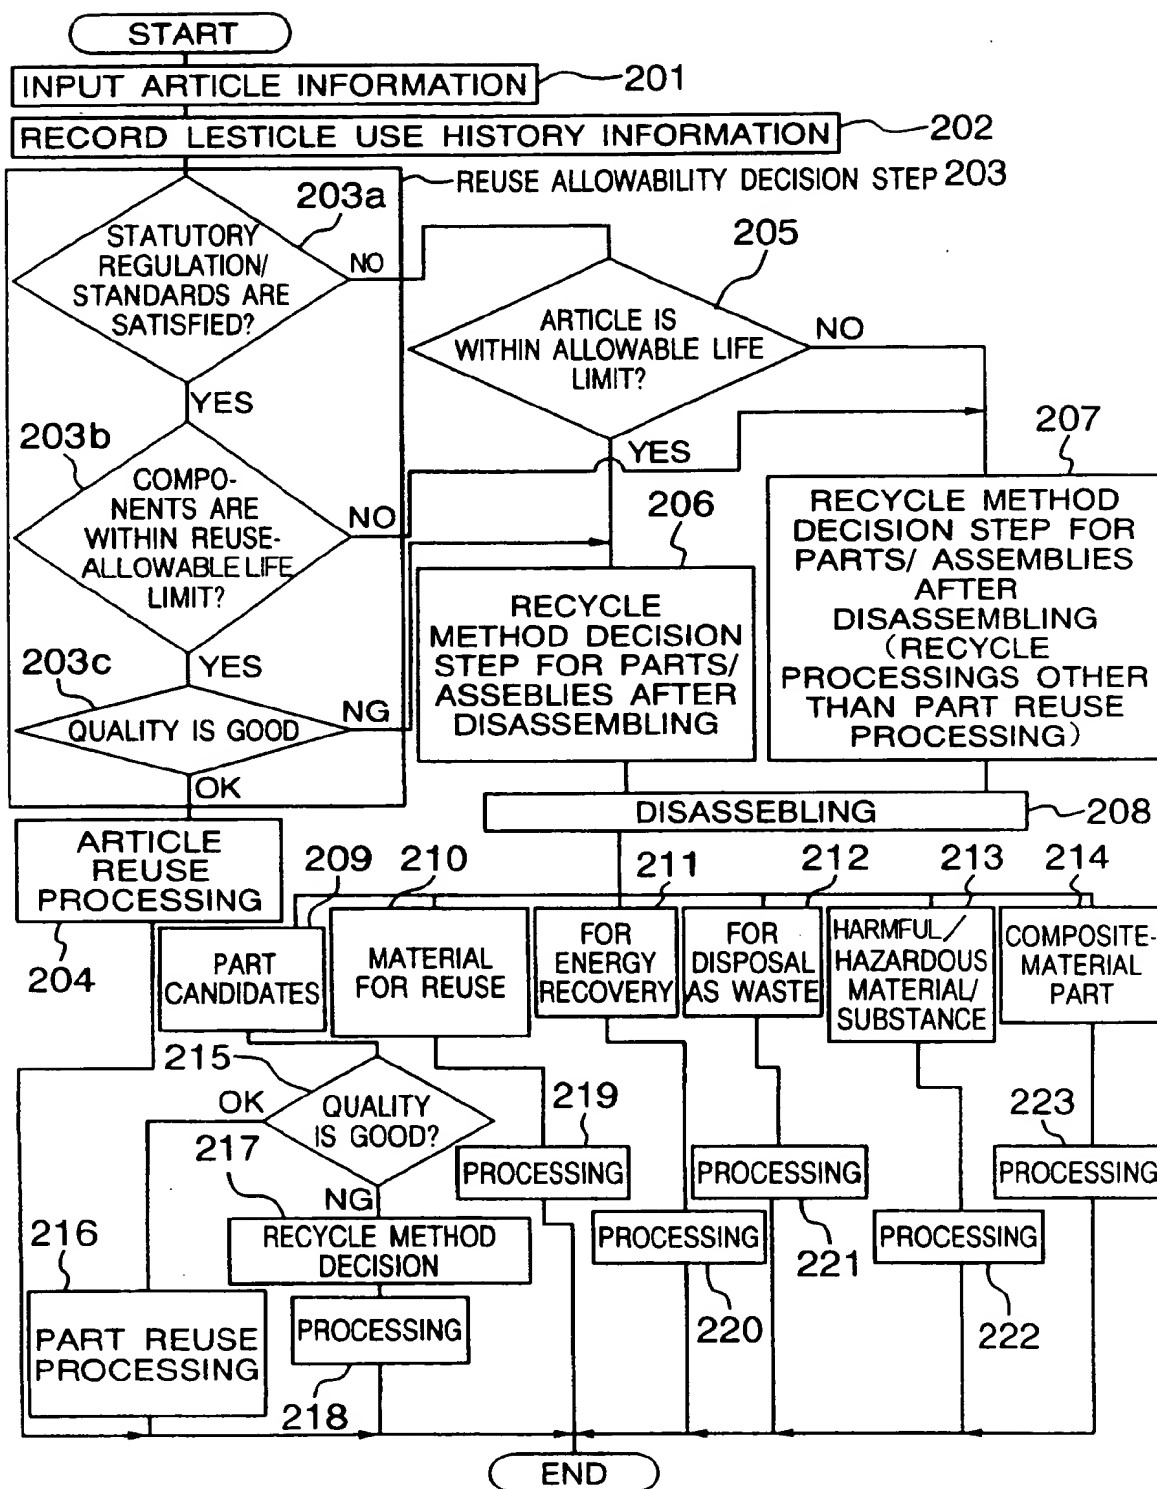 START
INPUT ARTICLE INFORMATION
201
RECORD LESTICLE USE HISTORY INFORMATION
202
REUSE ALLOWABILITY DECISION STEP 203
203a
STATUTORY
REGULATION/
STANDARDS ARE
SATISFIED?
NO
YES
205
ARTICLE IS
WITHIN ALLOWABLE LIFE
LIMIT?
NO
YES
203b
COMPO-
NENTS ARE
WITHIN REUSE-
ALLOWABLE LIFE
LIMIT?
NO
YES
203c
QUALITY IS GOOD
NG
OK
206
RECYCLE
METHOD DECISION
STEP FOR PARTS/
ASSEBLIES AFTER
DISASSEMBLING
207
RECYCLE METHOD
DECISION STEP FOR
PARTS/ ASSEMBLIES
AFTER
DISASSEMBLING
(RECYCLE
PROCESSINGS OTHER
THAN PART REUSE
PROCESSING)
DISASSEBLING
208
ARTICLE
REUSE
PROCESSING
204
209
PART
CANDIDATES
210
MATERIAL
FOR REUSE
211
FOR
ENERGY
RECOVERY
212
FOR
DISPOSAL
AS WASTE
213
HARMFUL/
HAZARDOUS
MATERIAL/
SUBSTANCE
214
COMPOSITE-
MATERIAL
PART
215
QUALITY
IS GOOD?
OK
NG
216
PART REUSE
PROCESSING
217
RECYCLE METHOD
DECISION
PROCESSING
218
219
PROCESSING
PROCESSING
220
PROCESSING
221
PROCESSING
222
223
PROCESSING
END